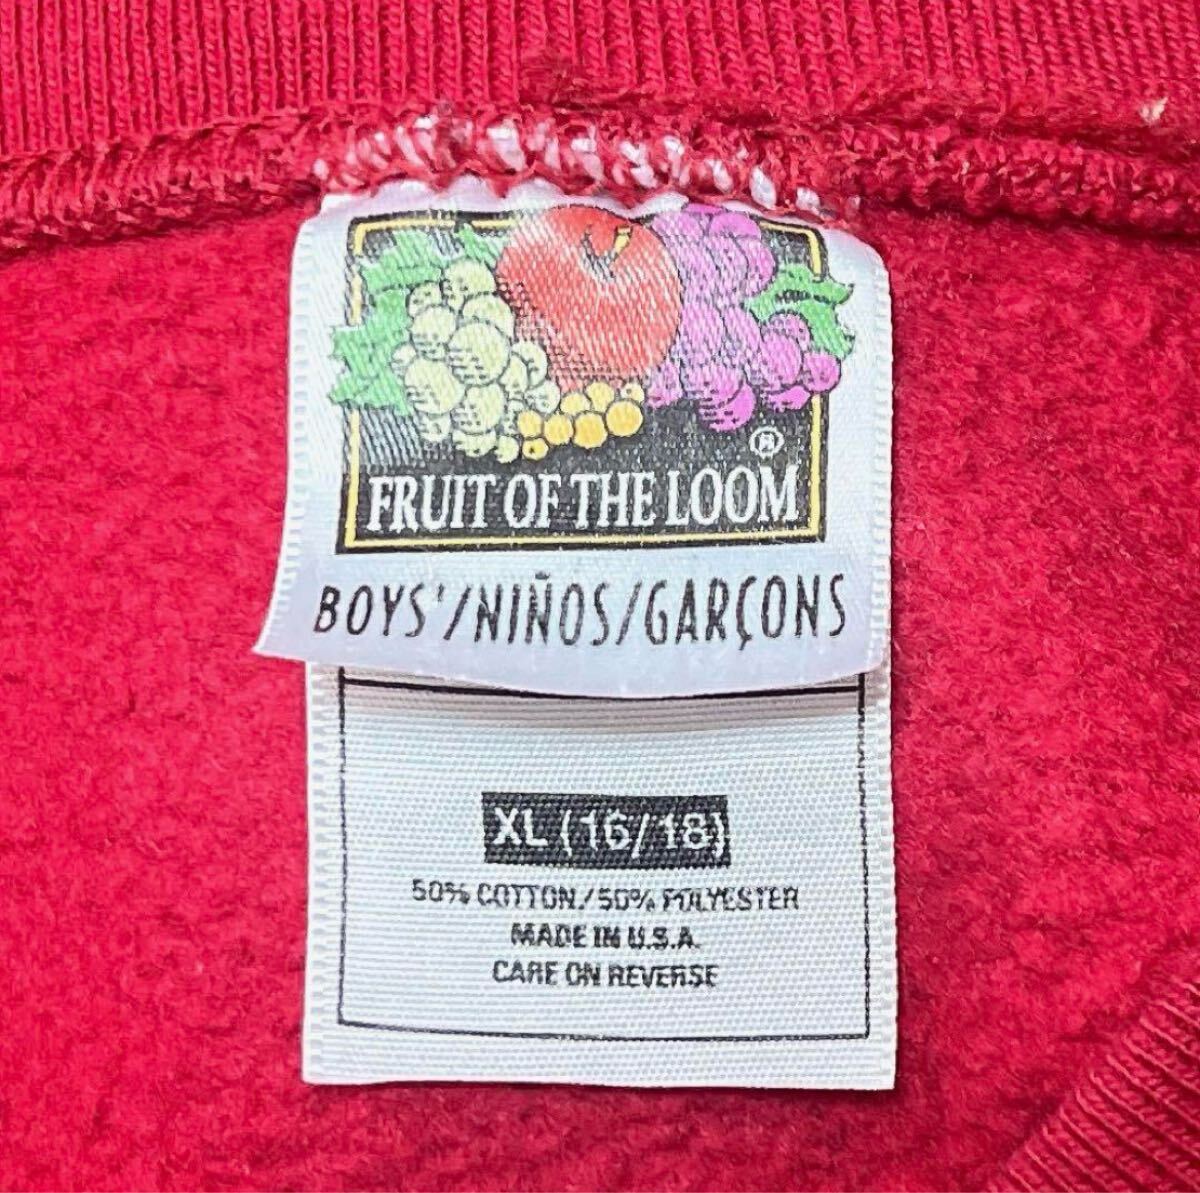 ®
FRUIT OF THE LOOM
BOYS'/NIÑOS/GARÇONS
XL (16/18)
50% COTTON/50% POLYESTER
MADE IN U.S.A.
CARE ON REVERSE